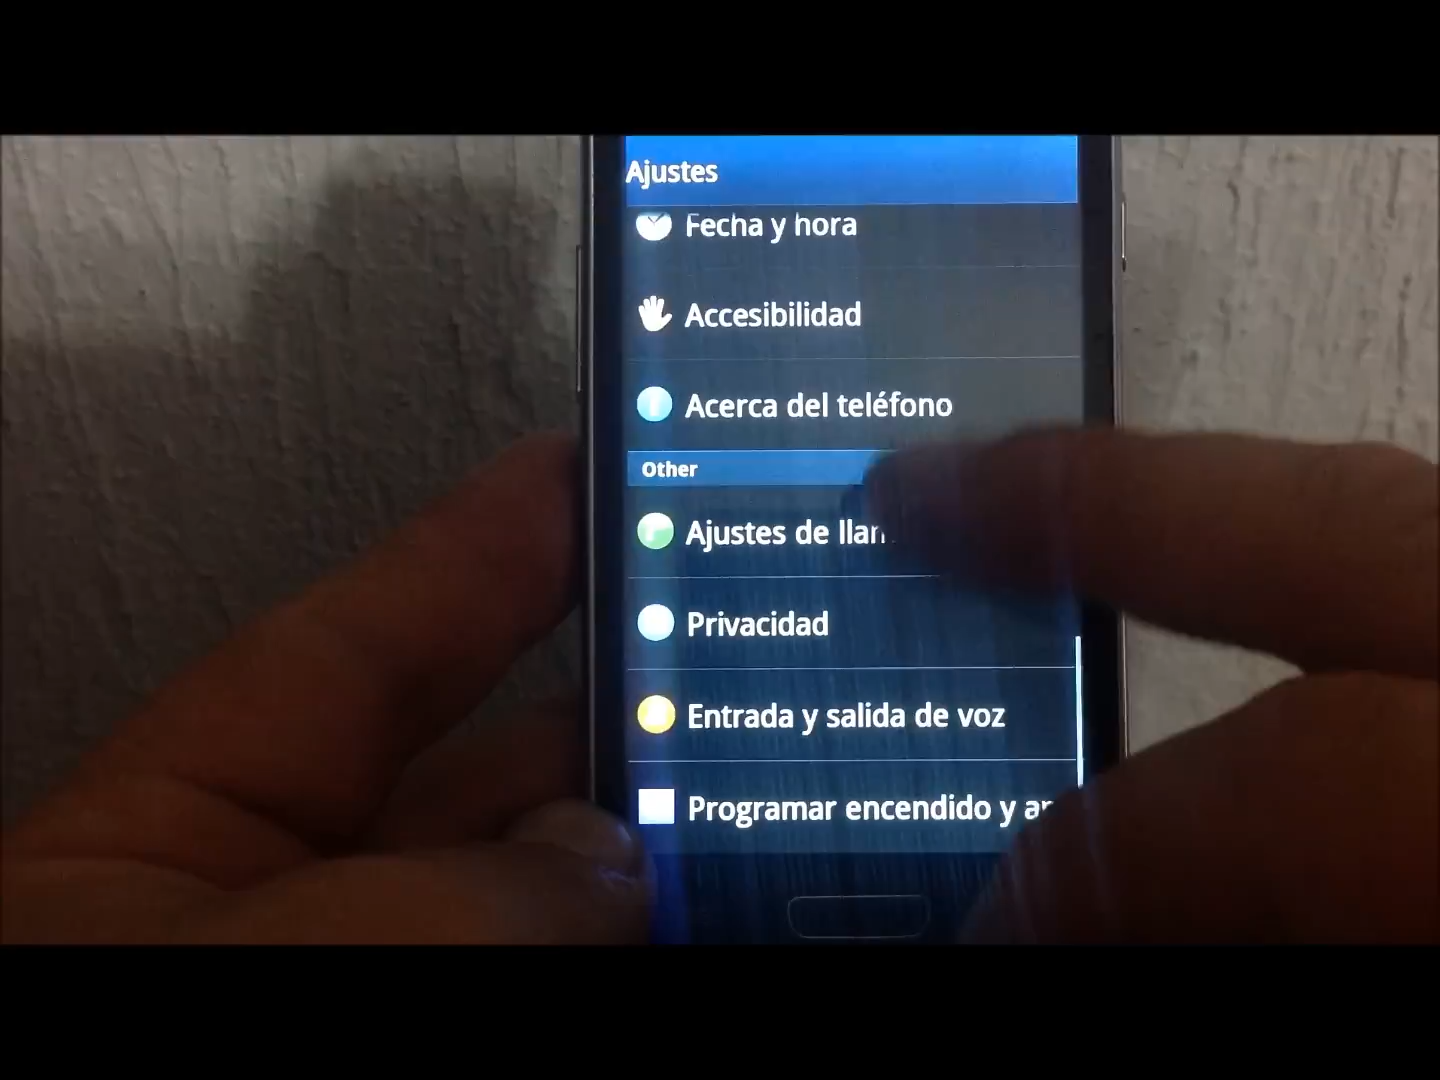 Ajustes
Fecha y hora
Accesibilidad
Acerca del teléfono
Other
Ajustes de
Privacidad
Entrada y salida de voz
Programar encendido y